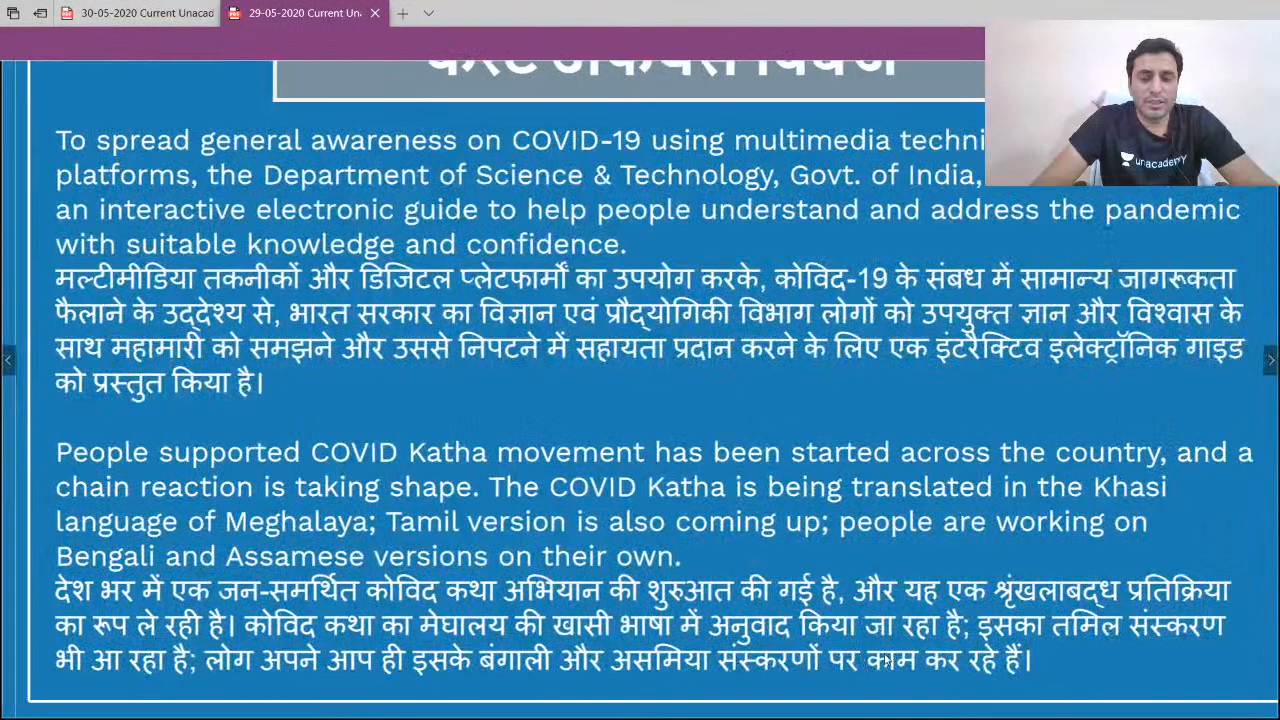 30-05-2020 Current Unacad
29-05-2020 Current Una
unacademy
To spread general awareness on COVID-19 using multimedia techni
platforms, the Department of Science & Technology, Govt. of India,
an interactive electronic guide to help people understand and address the pandemic
with suitable knowledge and confidence.
मल्टीमीडिया तकनीकों और डिजिटल प्लेटफार्मों का उपयोग करके, कोविद-19 के संबध में सामान्य जागरूकता
फैलाने के उद्देश्य से, भारत सरकार का विज्ञान एवं प्रौद्योगिकी विभाग लोगों को उपयुक्त ज्ञान और विश्वास के
साथ महामारी को समझने और उससे निपटने में सहायता प्रदान करने के लिए एक इंटरैक्टिव इलेक्ट्रॉनिक गाइड
को प्रस्तुत किया है।
People supported COVID Katha movement has been started across the country, and a
chain reaction is taking shape. The COVID Katha is being translated in the Khasi
language of Meghalaya; Tamil version is also coming up; people are working on
Bengali and Assamese versions on their own.
देश भर में एक जन-समर्थित कोविद कथा अभियान की शुरुआत की गई है, और यह एक श्रृंखलाबद्ध प्रतिक्रिया
का रूप ले रही है। कोविद कथा का मेघालय की खासी भाषा में अनुवाद किया जा रहा है; इसका तमिल संस्करण
भी आ रहा है; लोग अपने आप ही इसके बंगाली और असमिया संस्करणों पर काम कर रहे हैं।